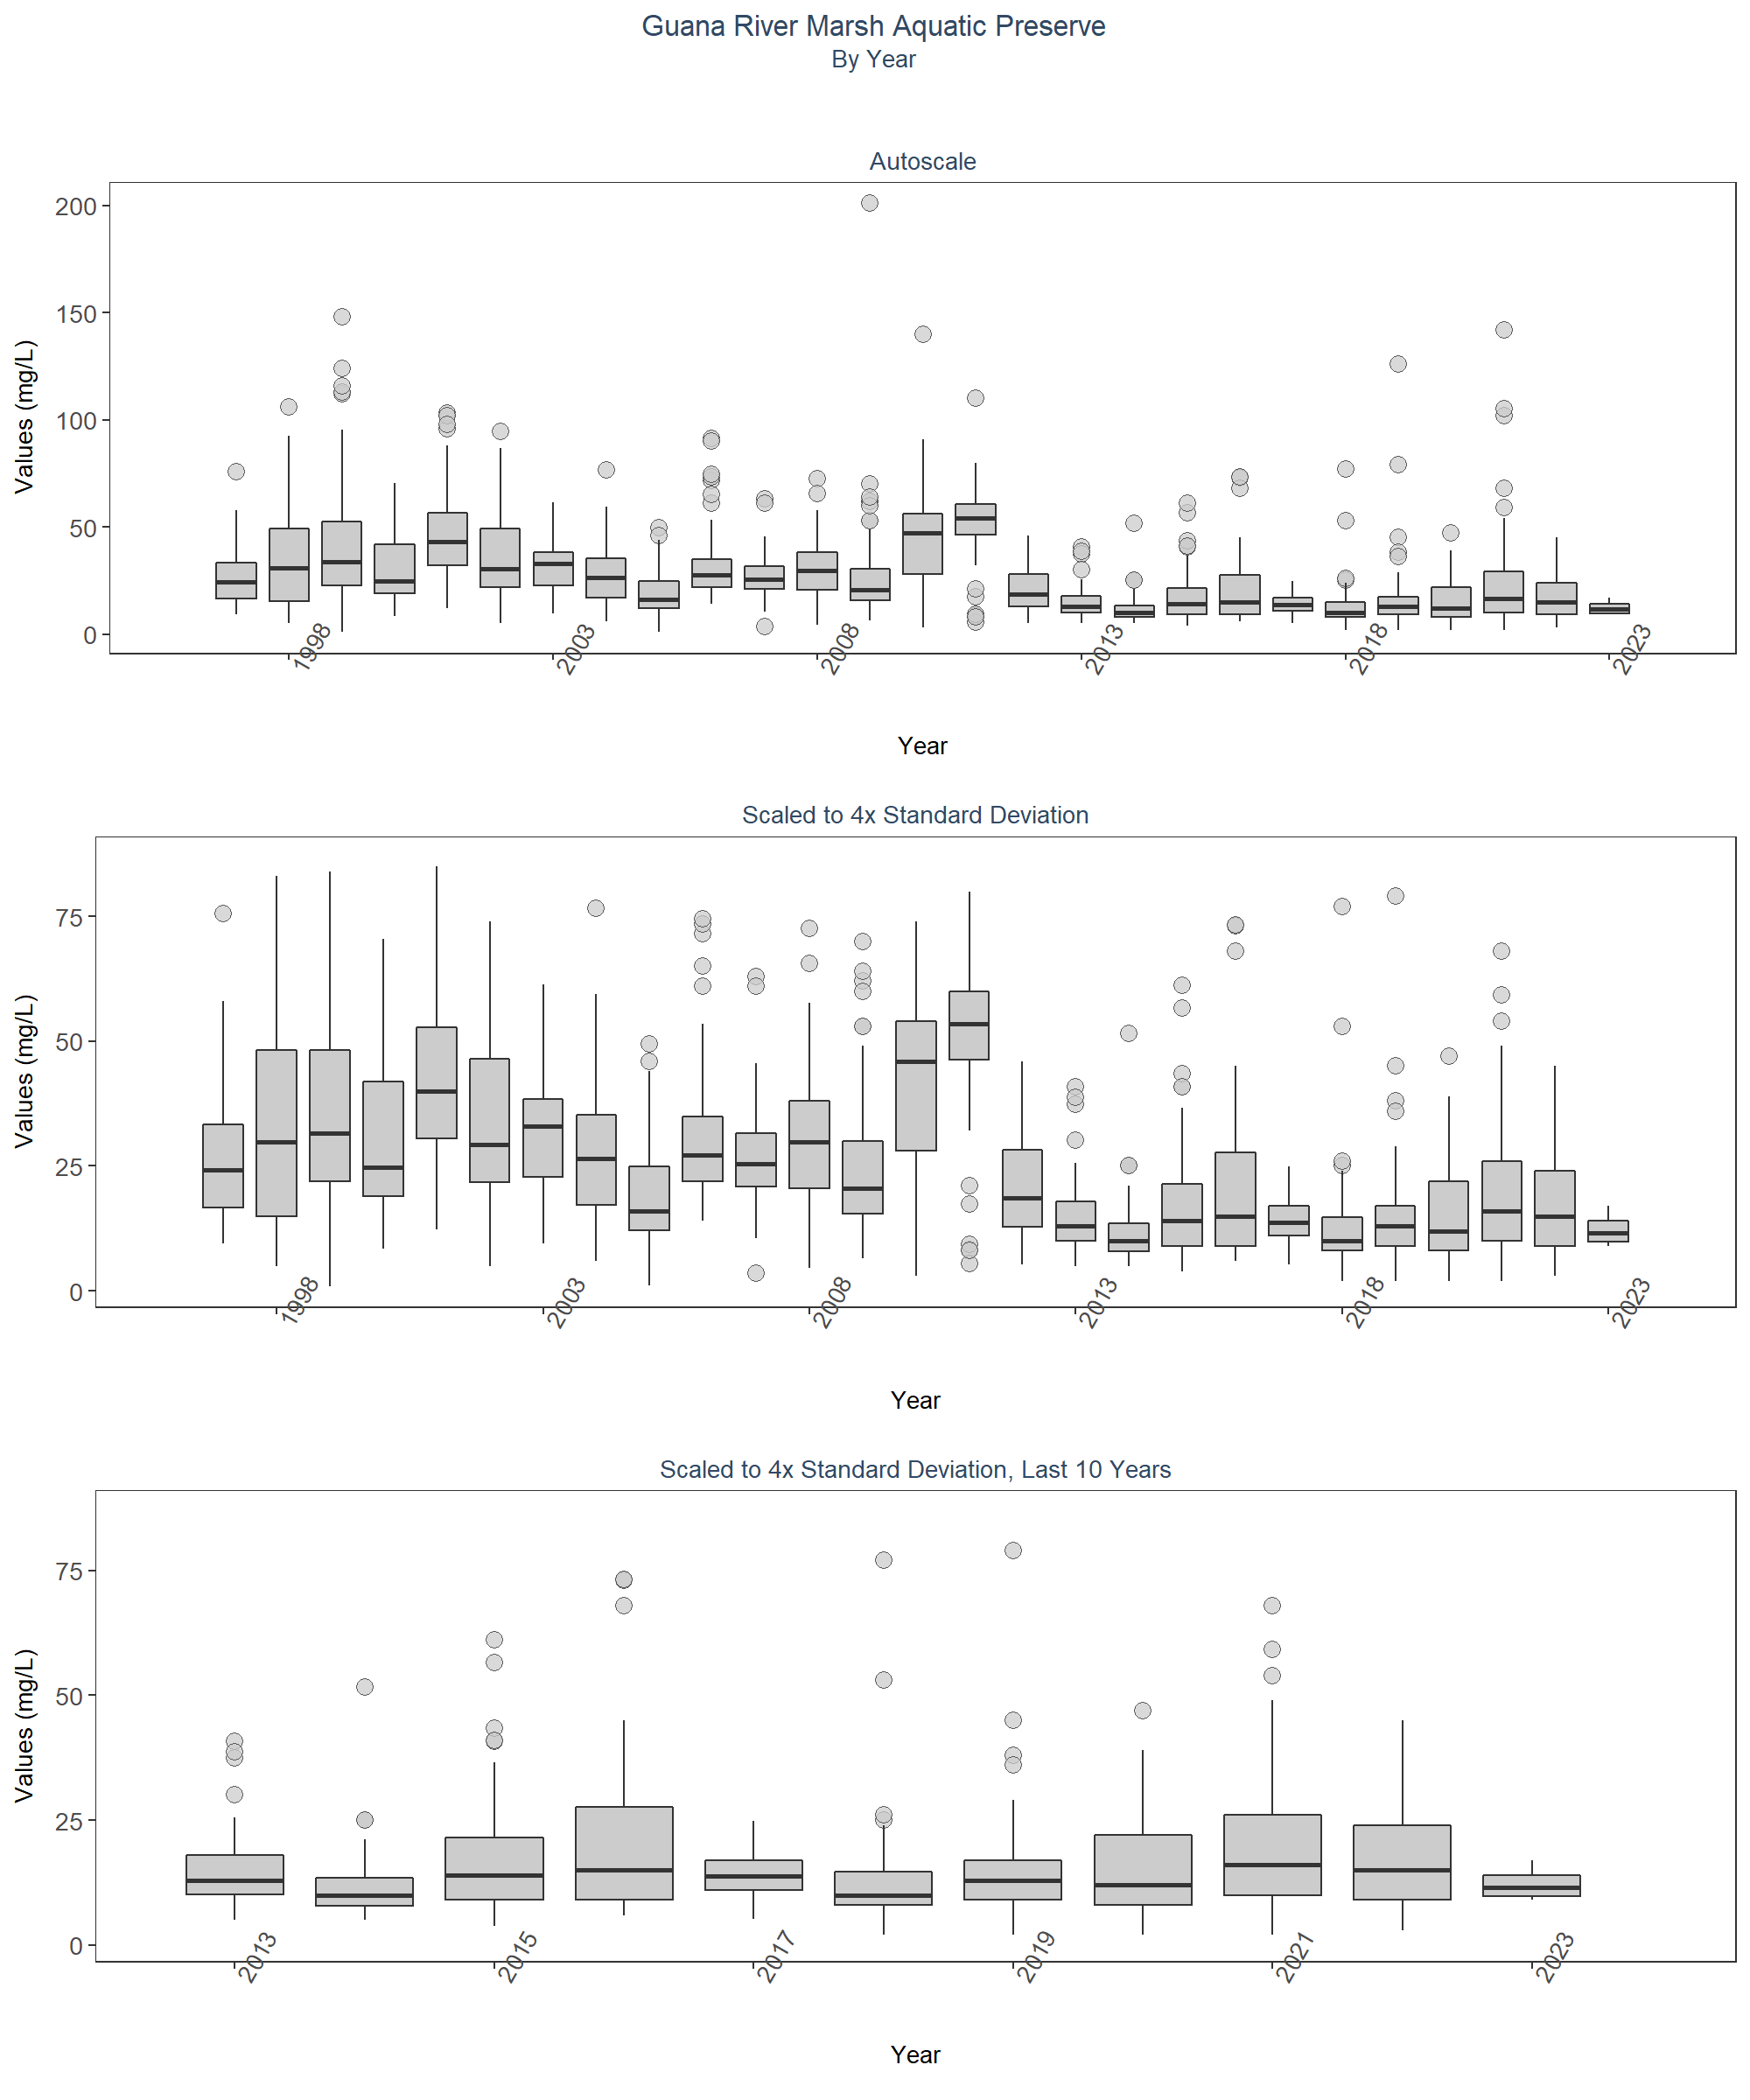 Guana River Marsh Aquatic Preserve
By Year
Autoscale
Values (mg/L)
200
150
100
50
0
1998
2003
2008
2013
2018
2023
Year
Scaled to 4x Standard Deviation
Values (mg/L)
75
50
25
0
1998
2003
2008
2013
2018
2023
Year
Scaled to 4x Standard Deviation, Last 10 Years
Values (mg/L)
75
50
25
0
2013
2015
2017
2019
2021
2023
Year